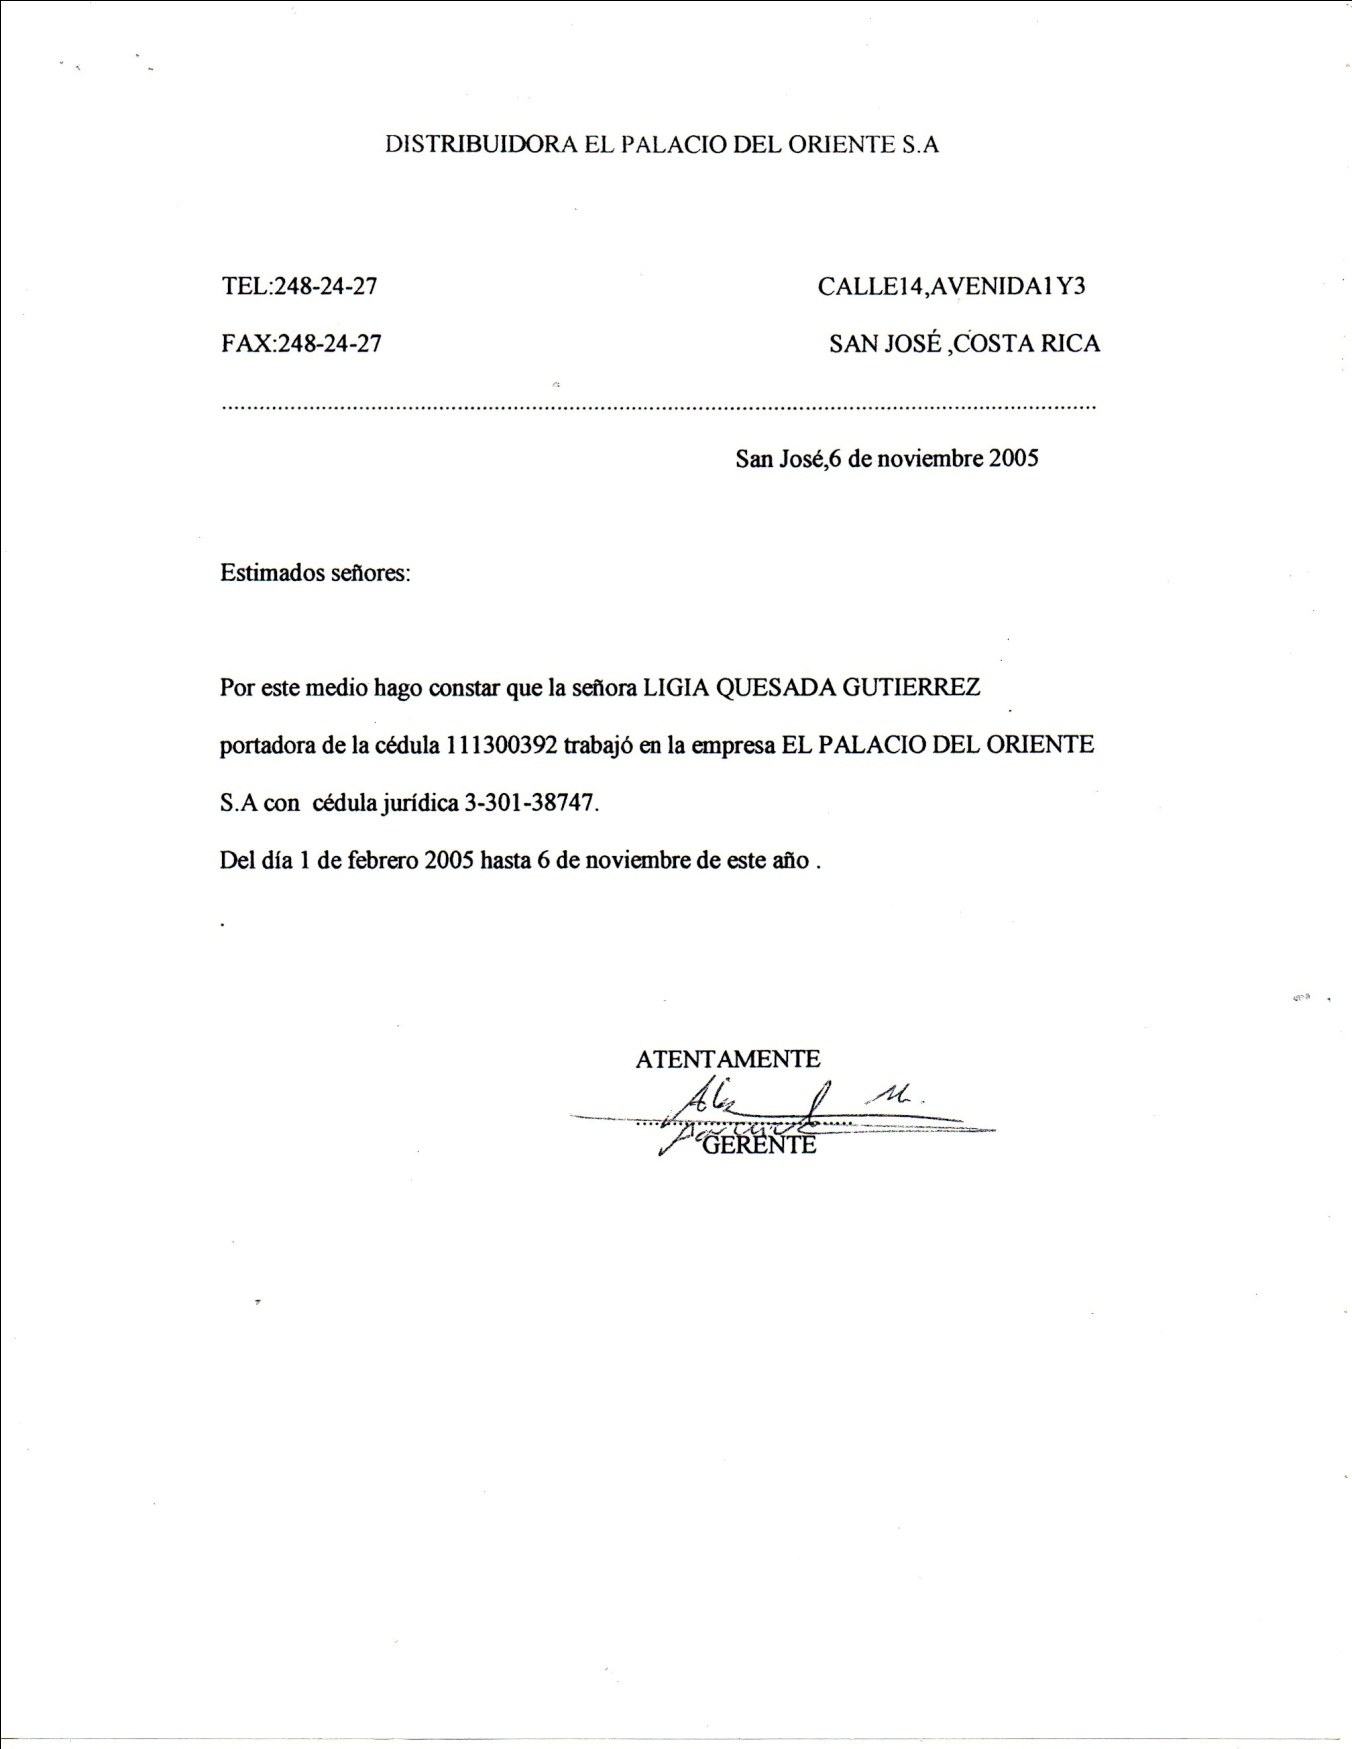 DISTRIBUIDORA EL PALACIO DEL ORIENTE S.A
TEL:248-24-27 CALLE14,AVENIDA1Y3
FAX:248-24-27 SAN JOSÉ ,COSTA RICA
San José,6 de noviembre 2005
Estimados señores:
Por este medio hago constar que la señora LIGIA QUESADA GUTIERREZ
portadora de la cédula 111300392 trabajó en la empresa EL PALACIO DEL ORIENTE
S.A con cédula jurídica 3-301-38747.
Del día 1 de febrero 2005 hasta 6 de noviembre de este año .
.
ATENTAMENTE
GERENTE